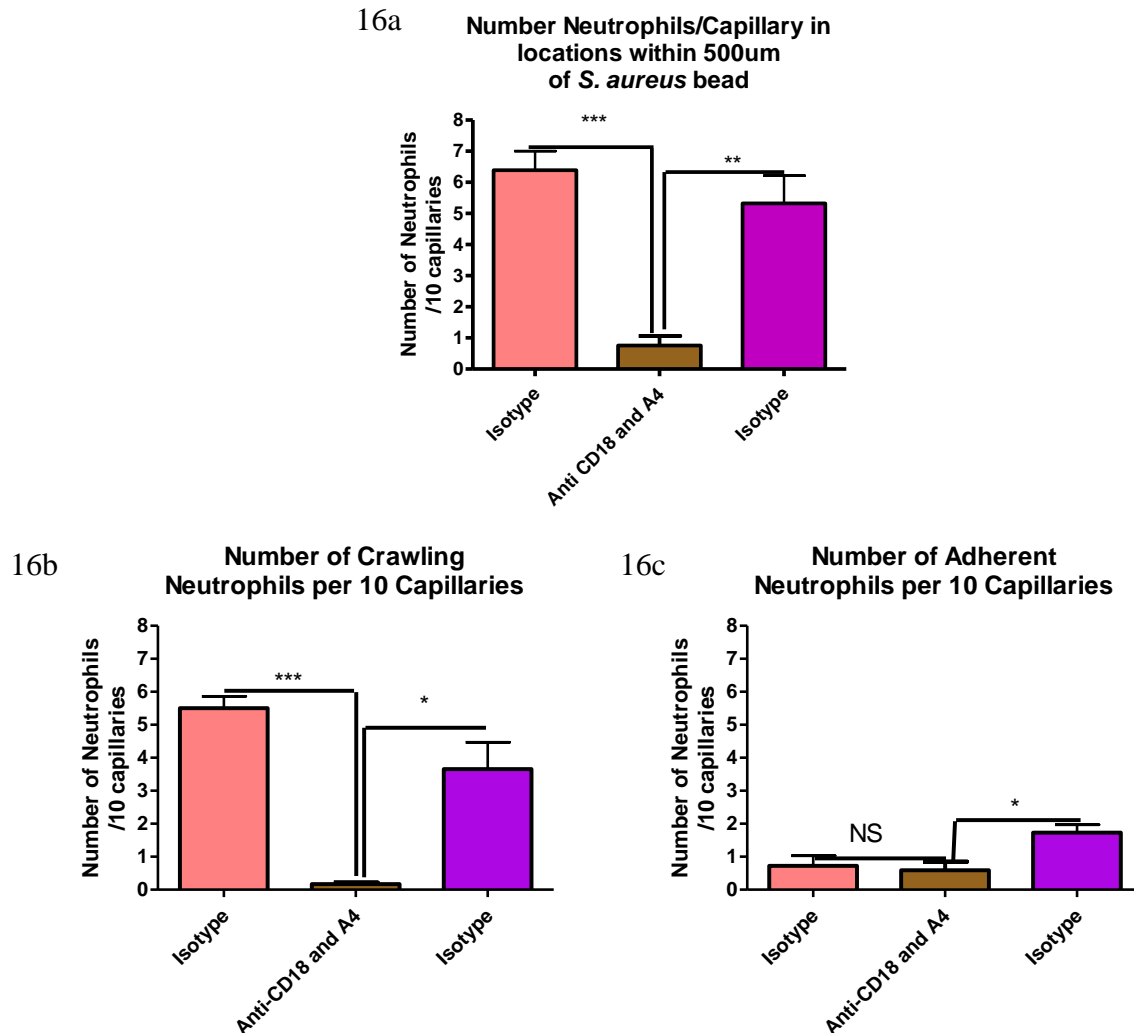 16a
Number Neutrophils/Capillary in
locations within 500um
of S. aureus bead
Number of Neutrophils
/10 capillaries
8
7
6
5
4
3
2
1
0
***
**
Isotype
Anti CD18 and A4
Isotype
16b
Number of Crawling
Neutrophils per 10 Capillaries
Number of Neutrophils
/10 capillaries
8
7
6
5
4
3
2
1
0
***
*
Isotype
Anti-CD18 and A4
Isotype
16c
Number of Adherent
Neutrophils per 10 Capillaries
Number of Neutrophils
/10 capillaries
8
7
6
5
4
3
2
1
0
NS
*
Isotype
Anti-CD18 and A4
Isotype